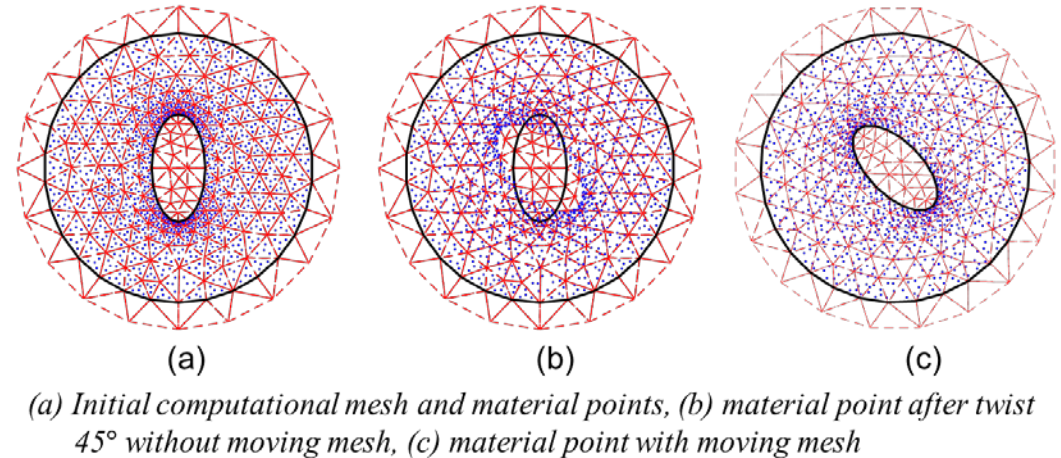 (a)
(b)
(c)
(a) Initial computational mesh and material points, (b) material point after twist
45° without moving mesh, (c) material point with moving mesh